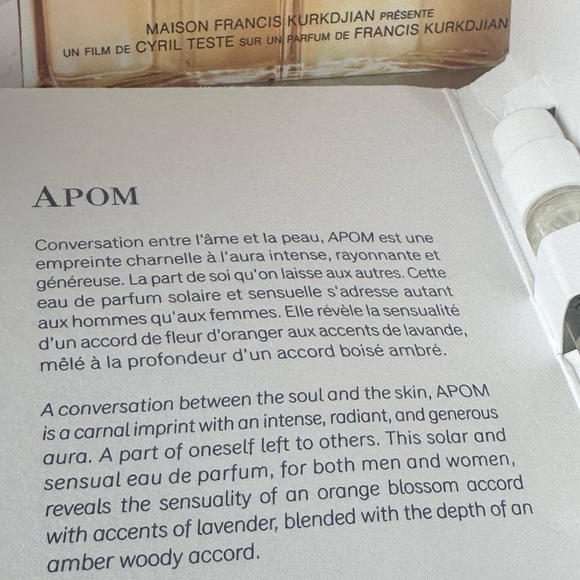 MAISON FRANCIS KURKDJIAN PRÉSENTE
UN FILM DE CYRIL TESTE SUR UN PARFUM DE FRANCIS KURKDJIAN
APOM
Conversation entre l'âme et la peau, APOM est une
empreinte charnelle à l'aura intense, rayonnante et
généreuse. La part de soi qu'on laisse aux autres. Cette
eau de parfum solaire et sensuelle s'adresse autant
aux hommes qu'aux femmes. Elle révèle la sensualité
d'un accord de fleur d'oranger aux accents de lavande,
mêlé à la profondeur d'un accord boisé ambré.
A conversation between the soul and the skin, APOM
is a carnal imprint with an intense, radiant, and generous
aura. A part of oneself left to others. This solar and
sensual eau de parfum, for both men and women,
reveals the sensuality of an orange blossom accord
with accents of lavender, blended with the depth of an
amber woody accord.